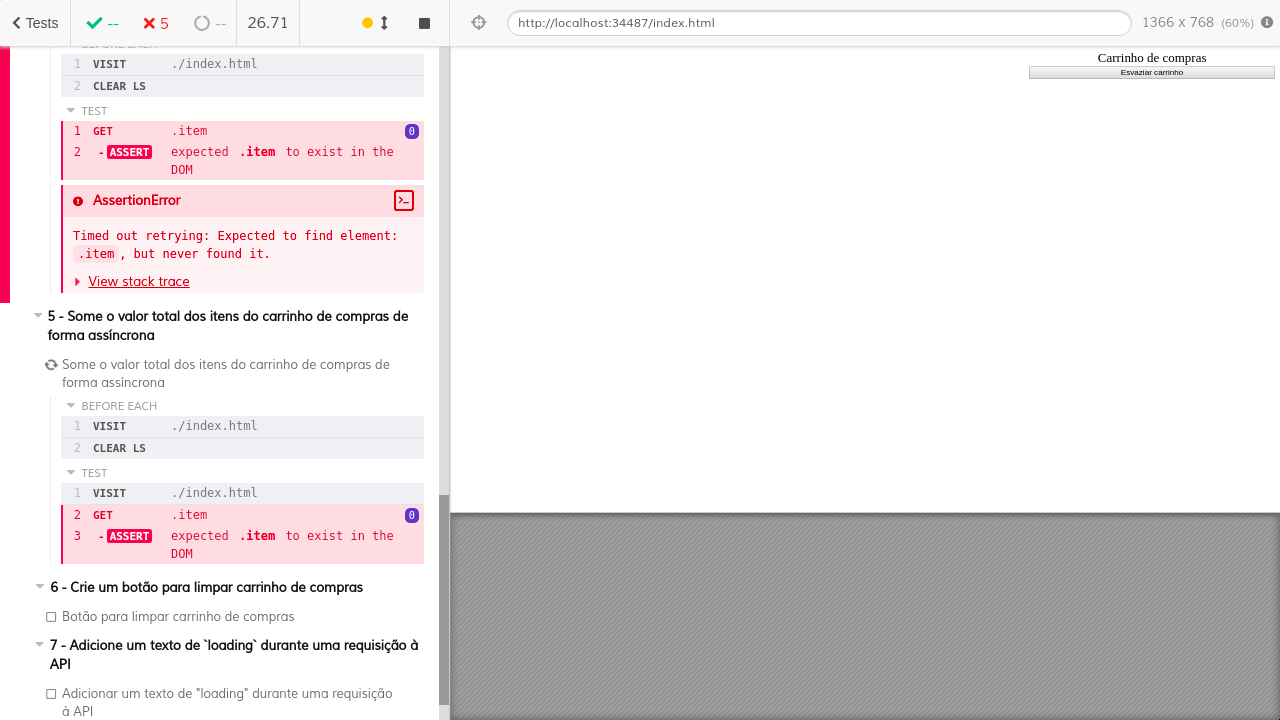 Tests
--
5
--
26.71
http://localhost:34487/index.html
1366 x 768 (60%)
BEFORE EACH
1 VISIT ./index.html
2 CLEAR LS
TEST
1 GET .item 0
2 -ASSERT expected .item to exist in the
DOM
AssertionError
Timed out retrying: Expected to find element:
.item, but never found it.
View stack trace
5 - Some o valor total dos itens do carrinho de compras de
forma assíncrona
Some o valor total dos itens do carrinho de compras de
forma assíncrona
BEFORE EACH
1 VISIT ./index.html
2 CLEAR LS
TEST
1 VISIT ./index.html
2 GET .item 0
3 -ASSERT expected .item to exist in the
DOM
6 - Crie um botão para limpar carrinho de compras
Botão para limpar carrinho de compras
7 - Adicione um texto de `loading` durante uma requisição à
API
Adicionar um texto de "loading" durante uma requisição
à API
Carrinho de compras
Esvaziar carrinho